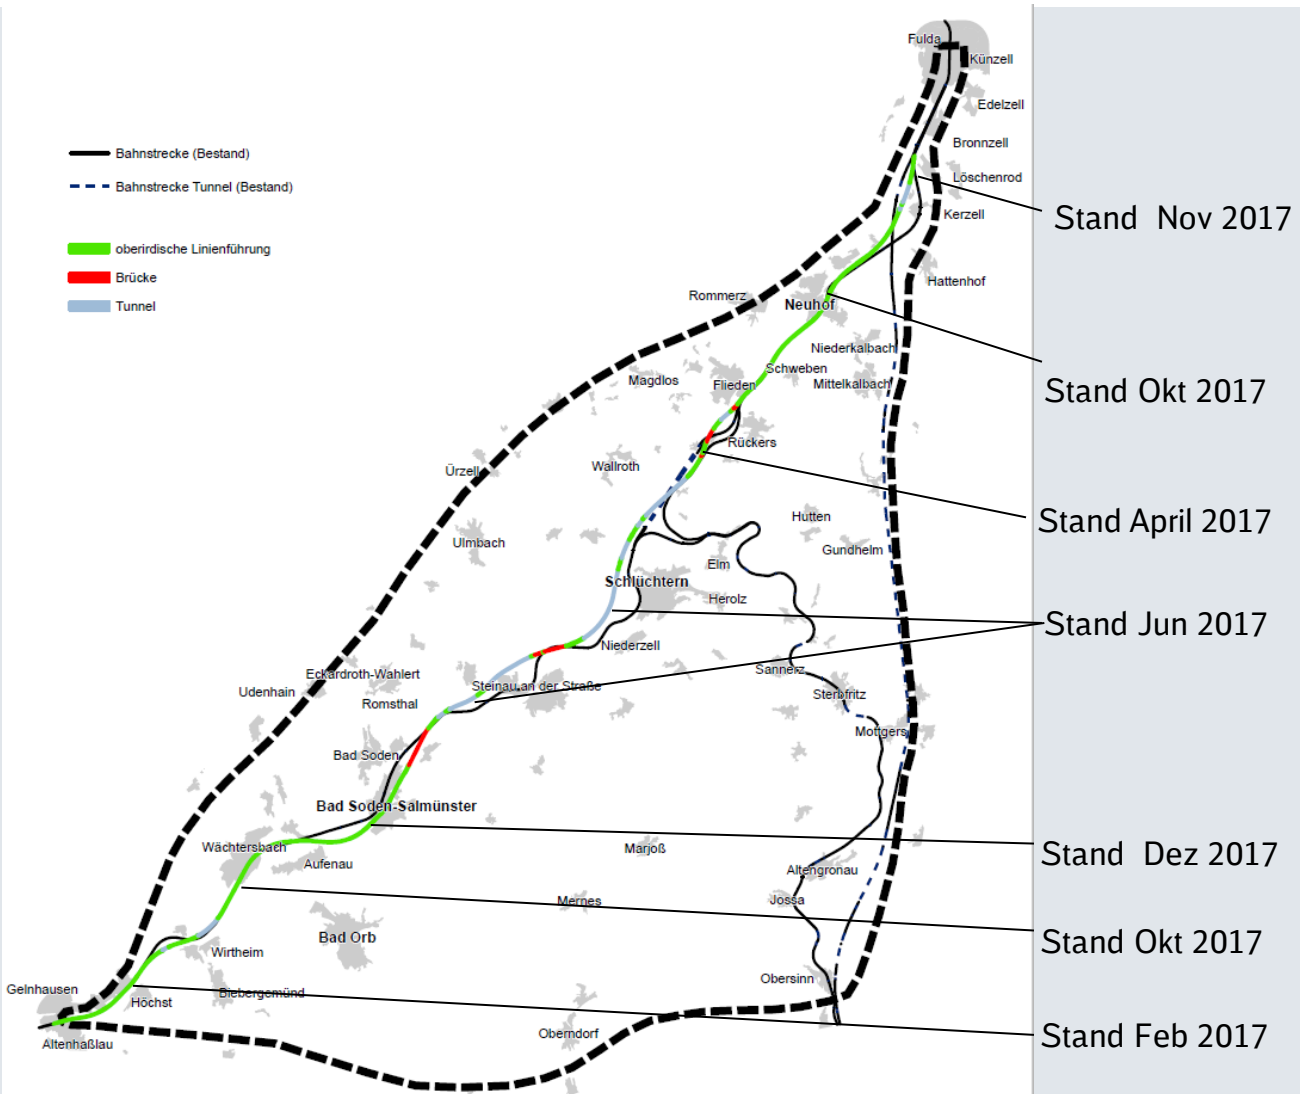 Fulda
Künzell
Edelzell
Bronnzell
Löschenrod
Kerzell
Hattenhof
Bahnstrecke (Bestand)
Bahnstrecke Tunnel (Bestand)
oberirdische Linienführung
Brücke
Tunnel
Stand Nov 2017
Rommerz
Neuhof
Niederkalbach
Schweben
Magdlos
Flieden
Mittelkalbach
Stand Okt 2017
Rückers
Wallroth
Ürzell
Hutten
Stand April 2017
Ulmbach
Gundhelm
Elm
Schlüchtern
Herolz
Stand Jun 2017
Niederzell
Sannerz
Eckardroth-Wahlert
Steinau an der Straße
Udenhain
Sterbfritz
Romsthal
Mottgers
Bad Soden
Bad Soden-Salmünster
Wächtersbach
Marjoß
Stand Dez 2017
Aufenau
Altengronau
Mernes
Jossa
Bad Orb
Stand Okt 2017
Wirtheim
Obersinn
Gelnhausen
Biebergemünd
Höchst
Oberndorf
Stand Feb 2017
Altenhaßlau